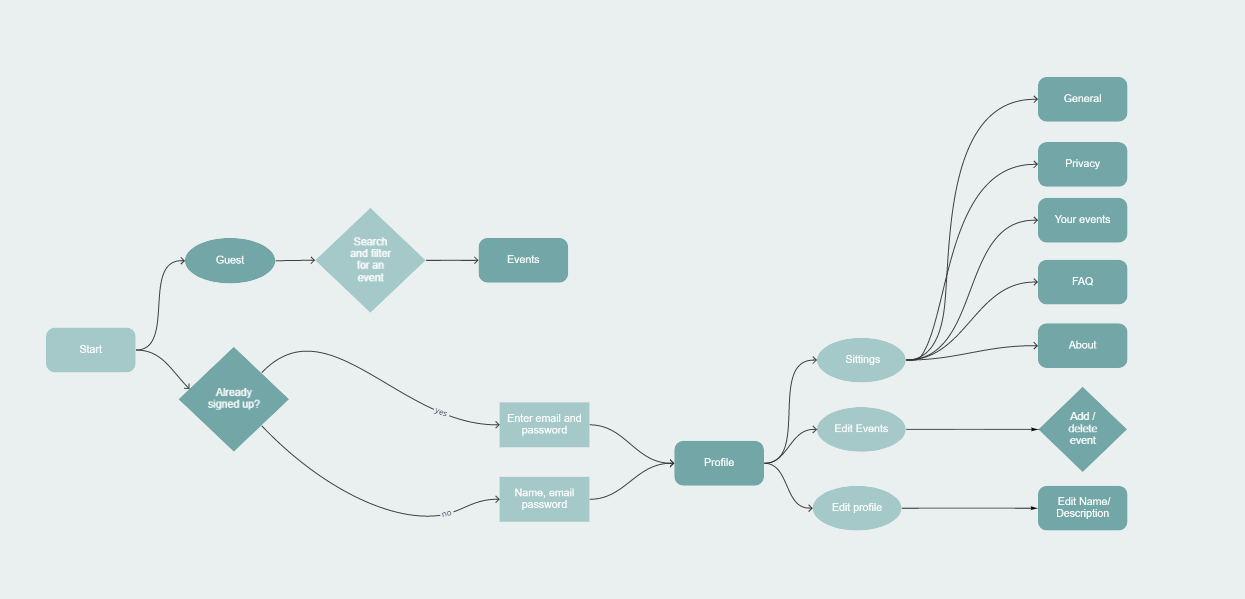 General
Privacy
Your events
Search
and filter
for an
event
Guest
Events
FAQ
Start
About
Sittings
Already
signed up?
yes
Enter email and
password
Edit Events
Add /
delete
event
Profile
Name, email
password
no
Edit profile
Edit Name/
Description